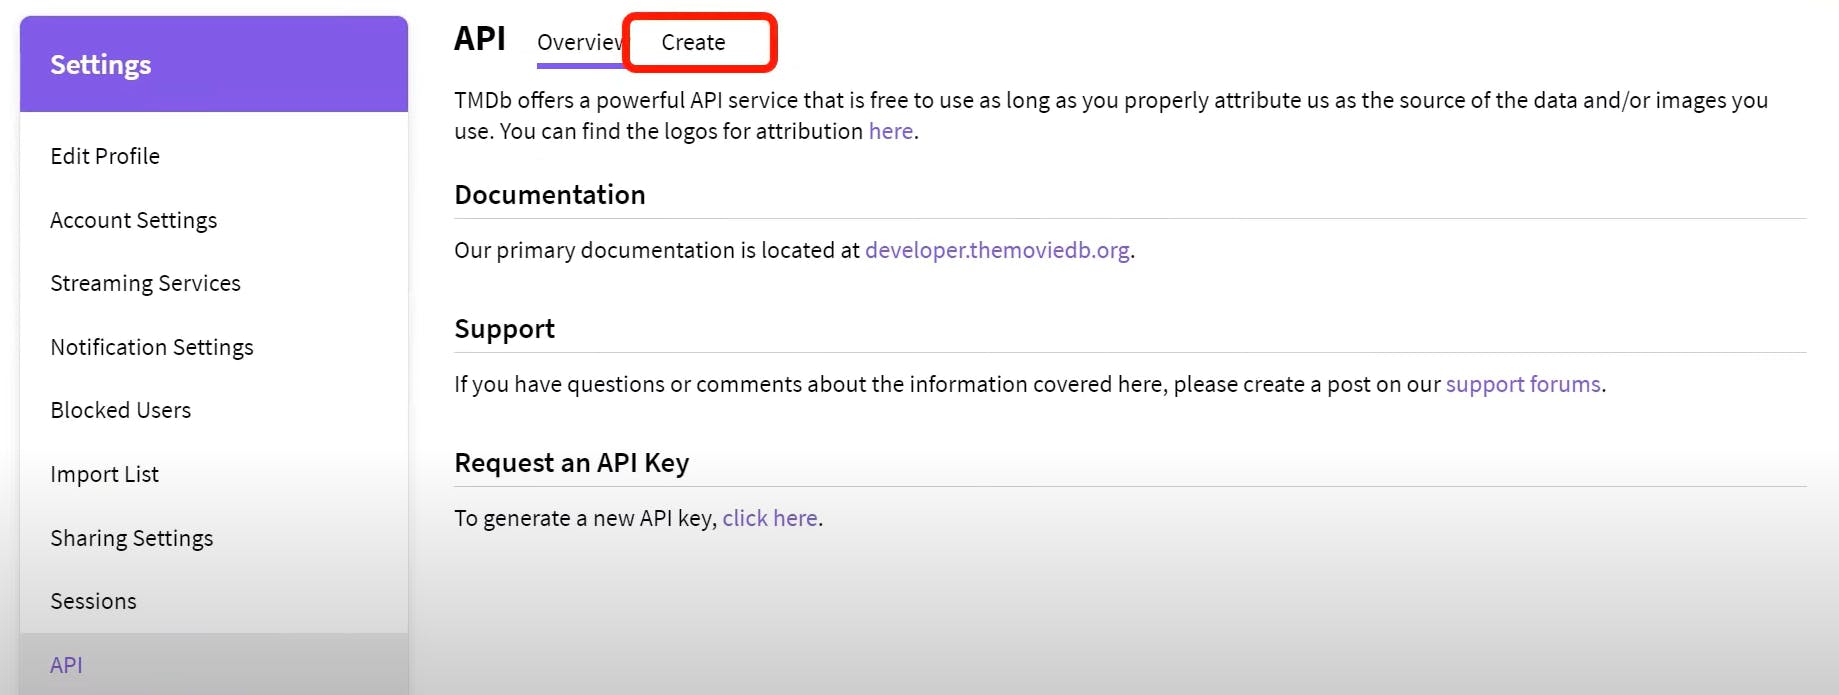 Settings
Edit Profile
Account Settings
Streaming Services
Notification Settings
Blocked Users
Import List
Sharing Settings
Sessions
API
API Overview Create
TMDb offers a powerful API service that is free to use as long as you properly attribute us as the source of the data and/or images you
use. You can find the logos for attribution here.
Documentation
Our primary documentation is located at developer.themoviedb.org.
Support
If you have questions or comments about the information covered here, please create a post on our support forums.
Request an API Key
To generate a new API key, click here.